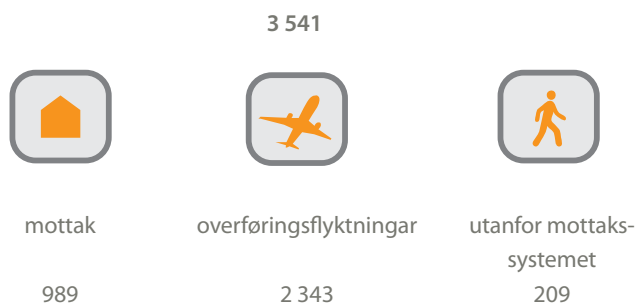 3 541
mottak
overføringsflyktningar
utanfor mottaks-
systemet
989
2 343
209